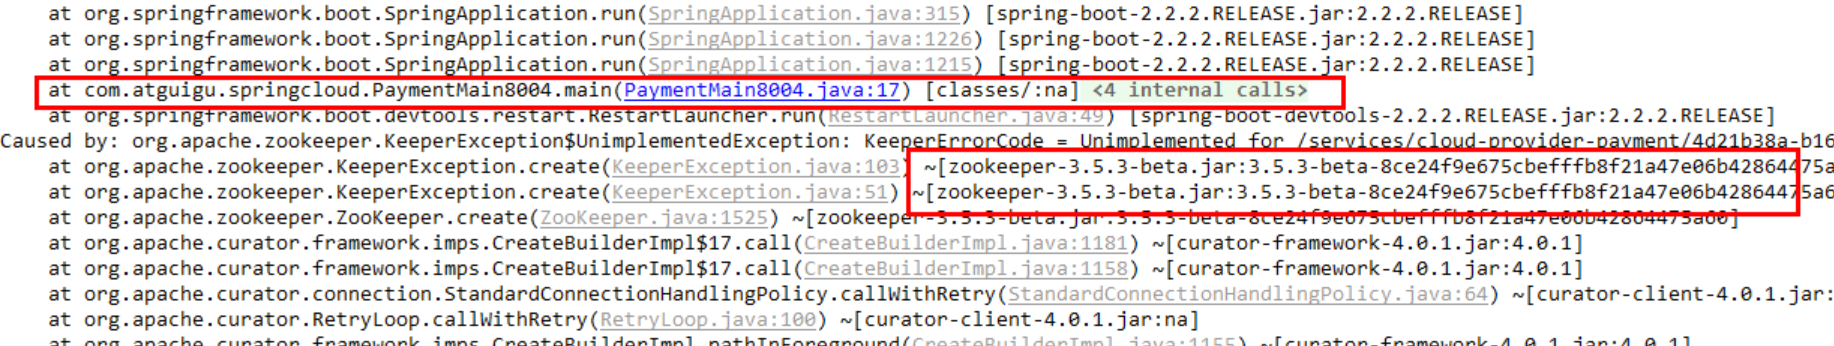 at org.springframework.boot.SpringApplication.run(SpringApplication.java:315) [spring-boot-2.2.2.RELEASE.jar:2.2.2.RELEASE]
at org.springframework.boot.SpringApplication.run(SpringApplication.java:1226) [spring-boot-2.2.2.RELEASE.jar:2.2.2.RELEASE]
at org.springframework.boot.SpringApplication.run(SpringApplication.java:1215) [spring-boot-2.2.2.RELEASE.jar:2.2.2.RELEASE]
at com.atguigu.springcloud.PaymentMain8004.main(PaymentMain8004.java:17) [classes/:na] <4 internal calls>
at org.springframework.boot.devtools.restart.RestartLauncher.run(RestartLauncher.java:49) [spring-boot-devtools-2.2.2.RELEASE.jar:2.2.2.RELEASE]
Caused by: org.apache.zookeeper.KeeperException$UnimplementedException: KeeperErrorCode = Unimplemented for /services/cloud-provider-payment/4d21b38a-b16
at org.apache.zookeeper.KeeperException.create(KeeperException.java:103) ~[zookeeper-3.5.3-beta.jar:3.5.3-beta-8ce24f9e675cbefffb8f21a47e06b42864475a
at org.apache.zookeeper.KeeperException.create(KeeperException.java:51) ~[zookeeper-3.5.3-beta.jar:3.5.3-beta-8ce24f9e675cbefffb8f21a47e06b42864475a6
at org.apache.zookeeper.ZooKeeper.create(ZooKeeper.java:1525) ~[zookeeper-3.5.3-beta.jar:3.5.3-beta-8ce24f9e675cbefffb8f21a47e06b42864475a60]
at org.apache.curator.framework.imps.CreateBuilderImpl$17.call(CreateBuilderImpl.java:1181) ~[curator-framework-4.0.1.jar:4.0.1]
at org.apache.curator.framework.imps.CreateBuilderImpl$17.call(CreateBuilderImpl.java:1158) ~[curator-framework-4.0.1.jar:4.0.1]
at org.apache.curator.connection.StandardConnectionHandlingPolicy.callWithRetry(StandardConnectionHandlingPolicy.java:64) ~[curator-client-4.0.1.jar:
at org.apache.curator.RetryLoop.callWithRetry(RetryLoop.java:100) ~[curator-client-4.0.1.jar:na]
at org.apache.curator.framework.imps.CreateBuilderImpl.pathInForeground(CreateBuilderImpl.java:1155) ~[curator-framework-4.0.1.jar:4.0.1]